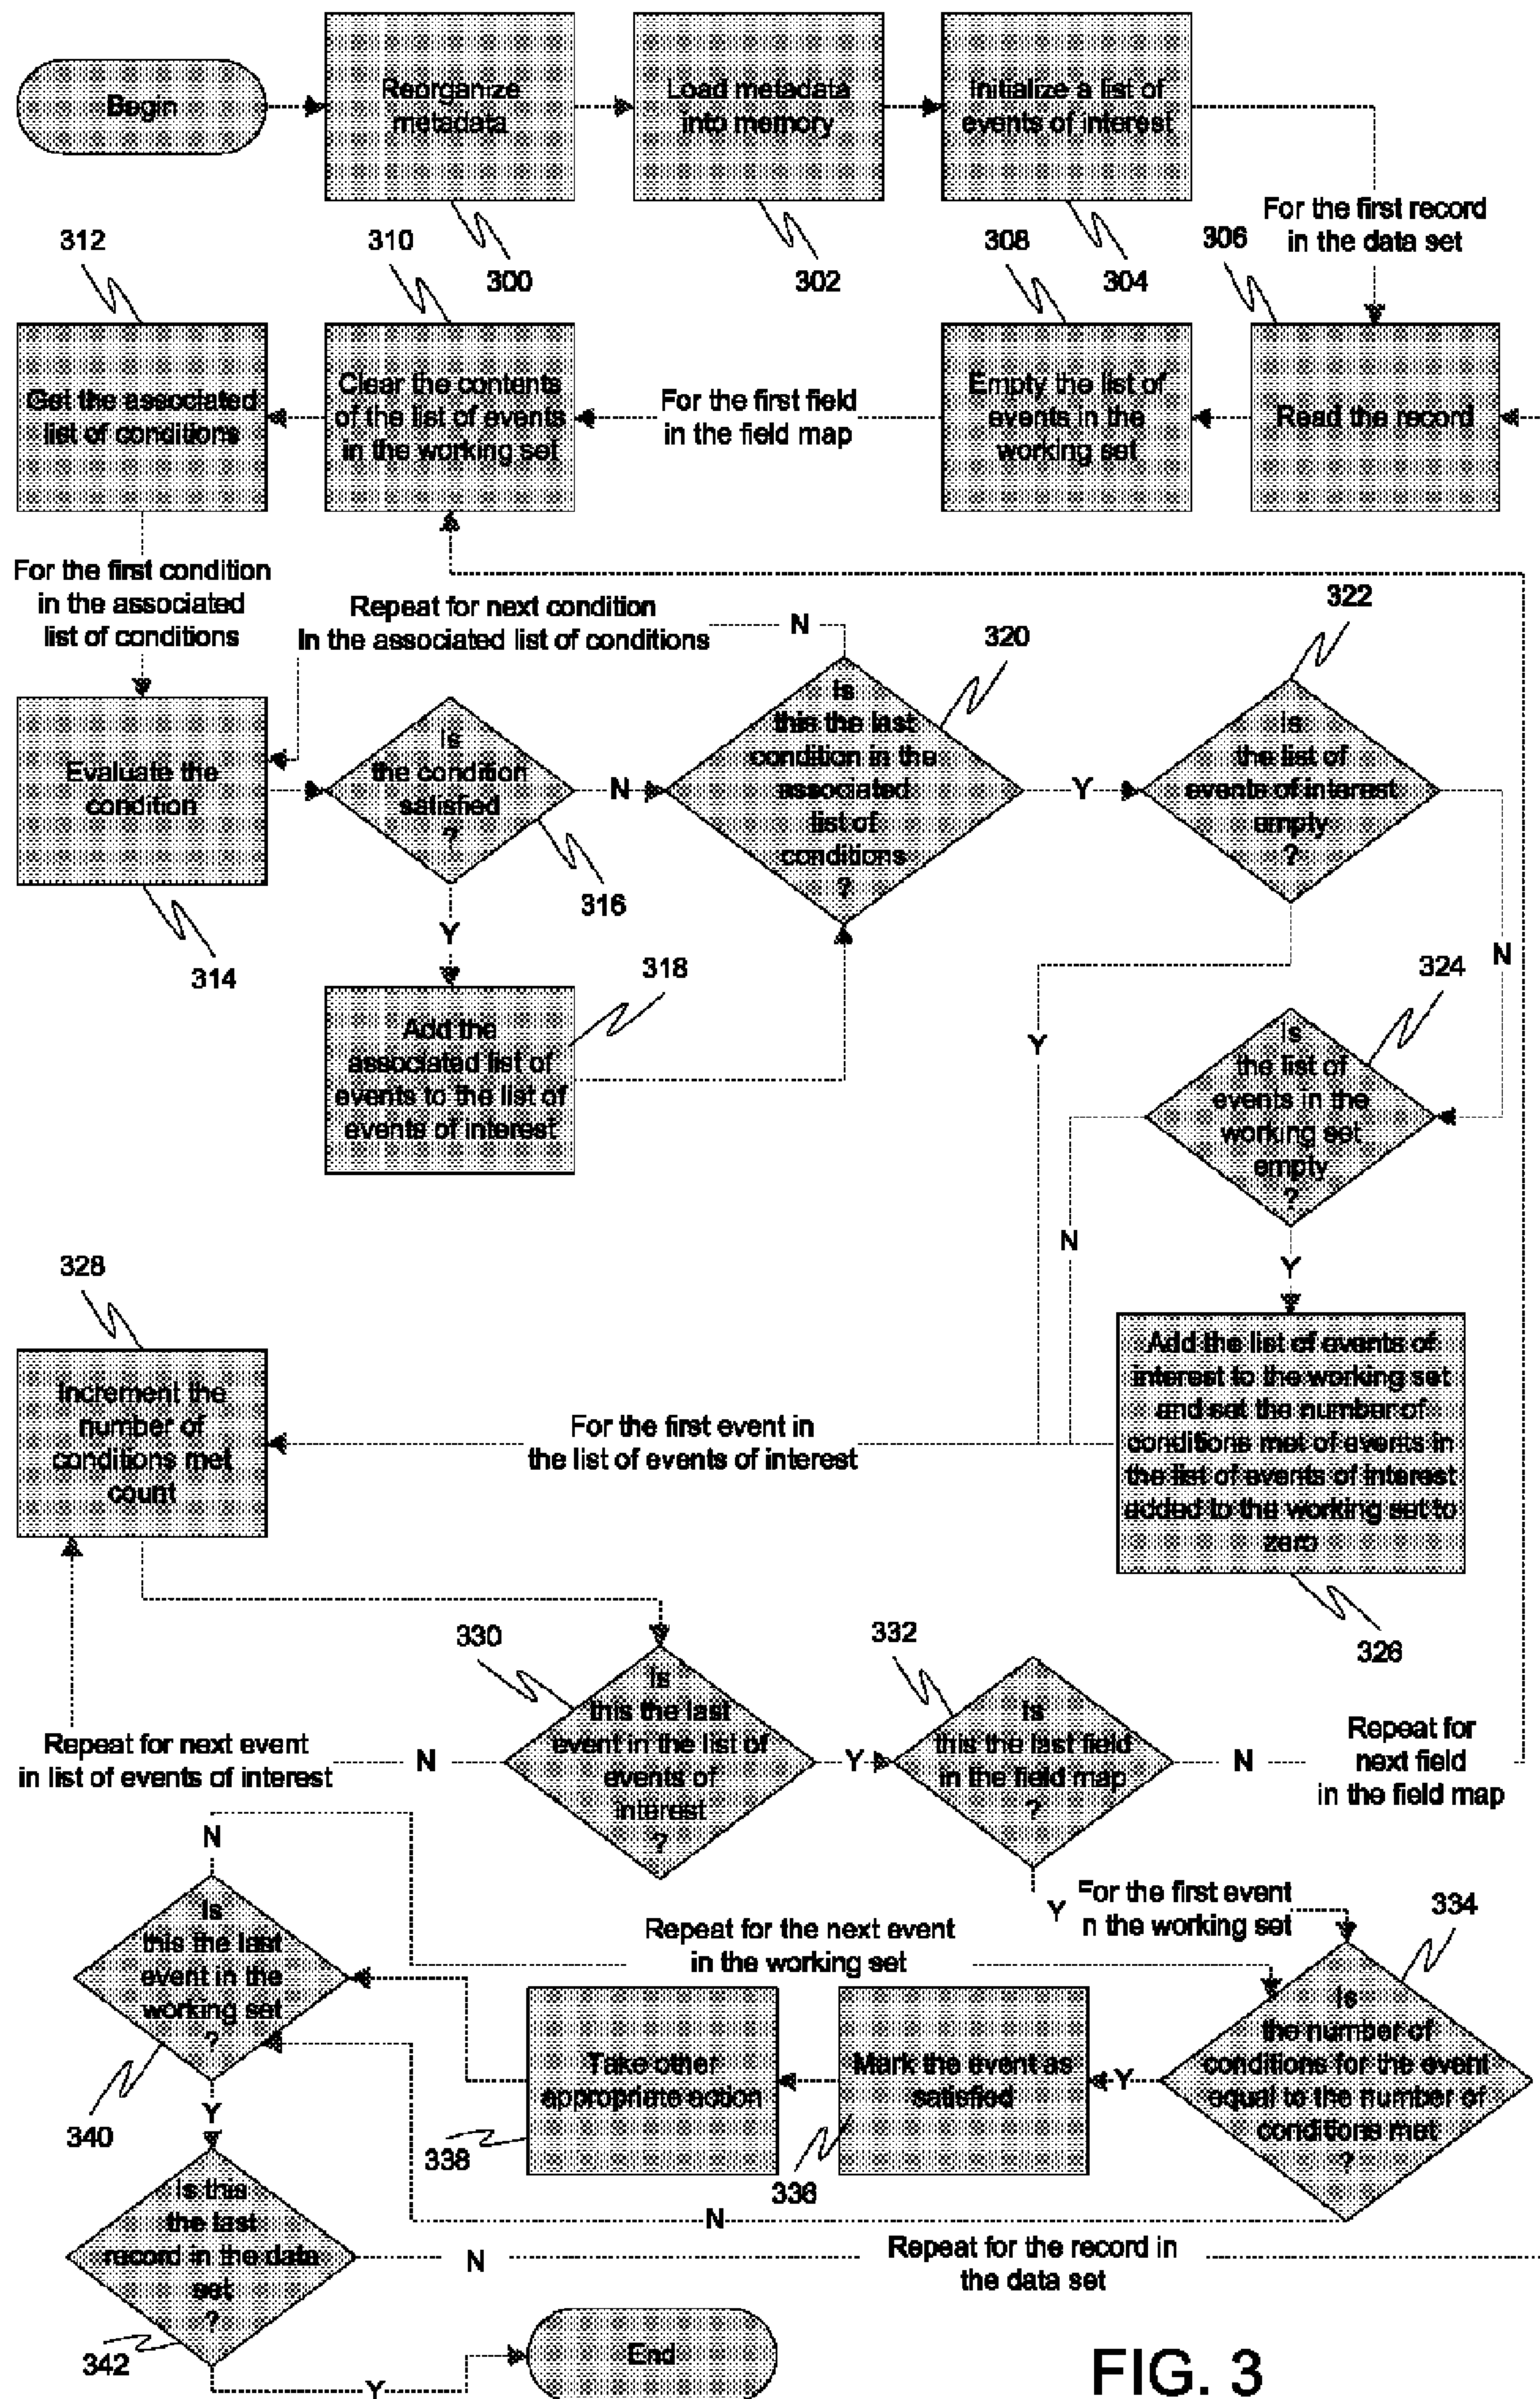 Begin
Reorganize
metadata
Load metadata
into memory
Initialize a list of
events of interest
300
302
304
For the first record
in the data set
312
310
308
306
Get the associated
list of conditions
Clear the contents
of the list of events
in the working set
For the first field
in the field map
Empty the list of
events in the
working set
Read the record
For the first condition
in the associated
list of conditions
Repeat for next condition
In the associated list of conditions
N
320
322
Evaluate the
condition
314
Is
the condition
satisfied
?
316
N
Y
Is
this the last
condition in the
associated
list of
conditions
?
Y
Is
the list of
events of interest
empty
?
N
Y
318
Add the
associated list of
events to the list of
events of interest
324
Is
the list of
events in the
working set
empty
?
N
Y
328
Increment the
number of
conditions met
count
For the first event in
the list of events of interest
Add the list of events of
interest to the working set
and set the number of
conditions met of events in
the list of events of interest
added to the working set to
zero
326
330
332
Repeat for next event
in list of events of interest
N
Is
this the last
event in the list of
events of
interest
?
Y
Is
this the last field
in the field map
?
N
Repeat for
next field
in the field map
N
Y
For the first event
n the working set
334
Is
this the last
event in the
working set
?
340
Repeat for the next event
in the working set
Take other
appropriate action
338
Mark the event as
satisfied
336
Y
Is
the number of
conditions for the event
equal to the number of
conditions met
?
N
Y
Is this
the last
record in the data
set
?
342
N
Repeat for the record in
the data set
Y
End
FIG. 3